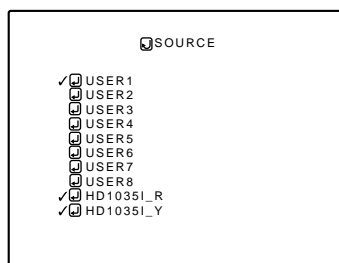 SOURCE
✓ USER1
USER2
USER3
USER4
USER5
USER6
USER7
USER8
✓ HD1035I_R
✓ HD1035I_Y